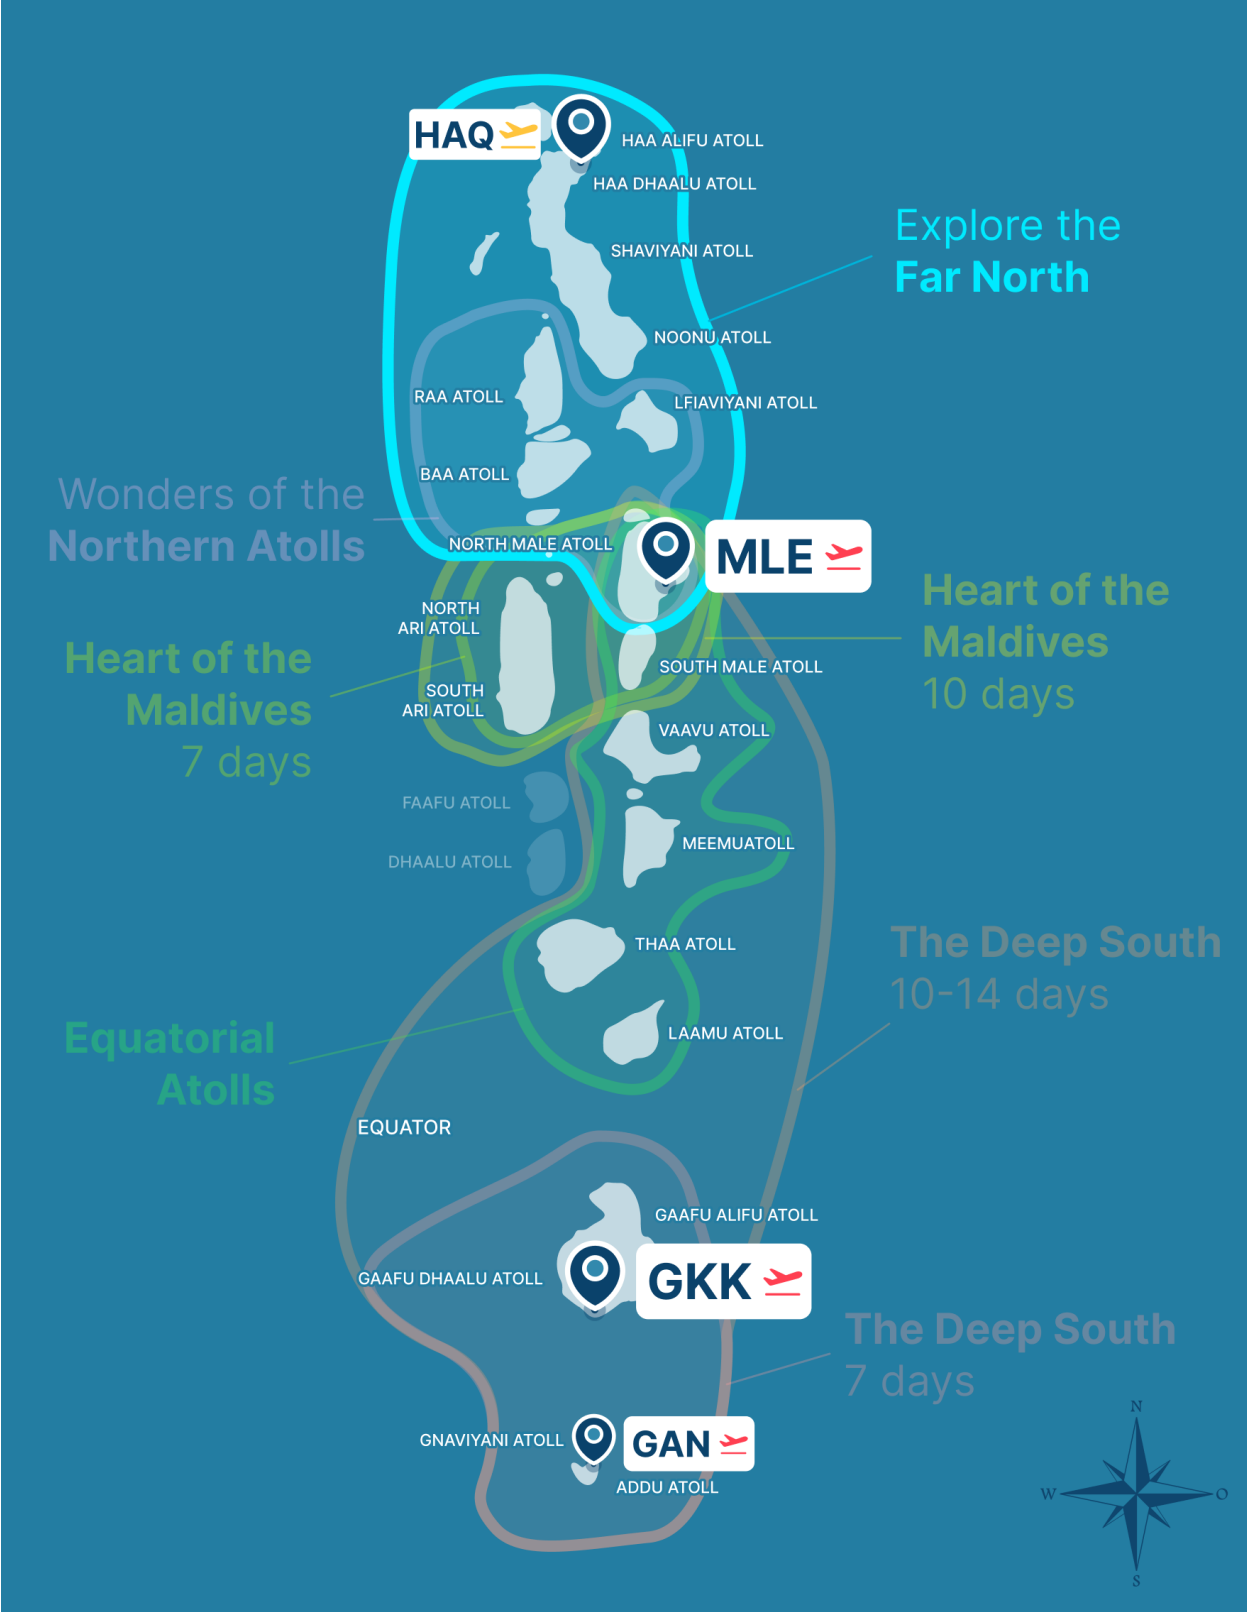 HAQ
HAA ALIFU ATOLL
HAA DHAALU ATOLL
Explore the
Far North
SHAVIYANI ATOLL
NOONU ATOLL
RAA ATOLL
LFIAVIYANI ATOLL
BAA ATOLL
Wonders of the
Northern Atolls
NORTH MALE ATOLL
MLE
Heart of the
Maldives
10 days
NORTH
ARI ATOLL
Heart of the
Maldives
7 days
SOUTH MALE ATOLL
SOUTH
ARI ATOLL
VAAVU ATOLL
FAAFU ATOLL
MEEMUATOLL
DHAALU ATOLL
THAA ATOLL
The Deep South
10-14 days
LAAMU ATOLL
Equatorial
Atolls
EQUATOR
GAAFU ALIFU ATOLL
GAAFU DHAALU ATOLL
GKK
The Deep South
7 days
GNAVIYANI ATOLL
GAN
ADDU ATOLL
N
W
O
S